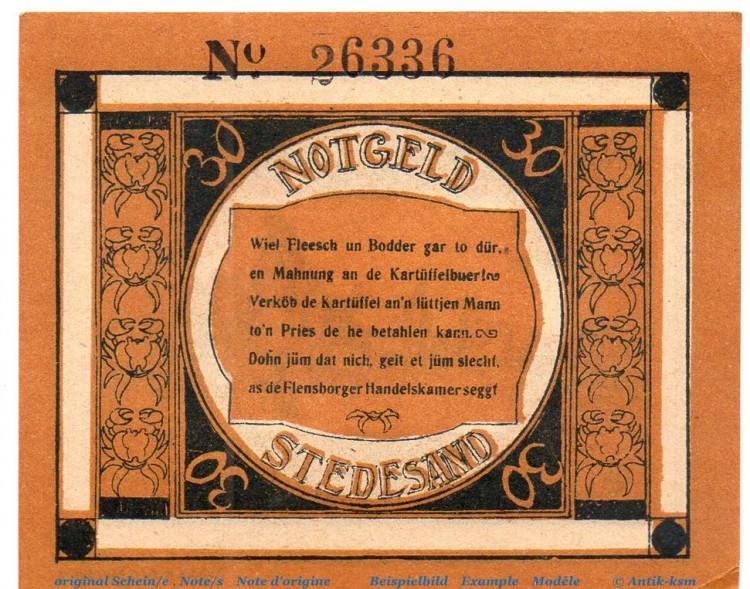 Nº 26336
30 30
NOTGELD
Wiel Fleesch un Bodder gar to dür,
en Mahnung an de Kartüffelbuern
Verköb de Kartüffel an'n lüttjen Mann
to'n Pries de he betahlen kann.
Dohn jüm dat nich, geit et jüm slecht,
as de Flensborger Handelskamer seggt
STEDESAND
30 30
original Schein/e . Note/s Note d'origine Beispielbild Example Modèle © Antik-ksm